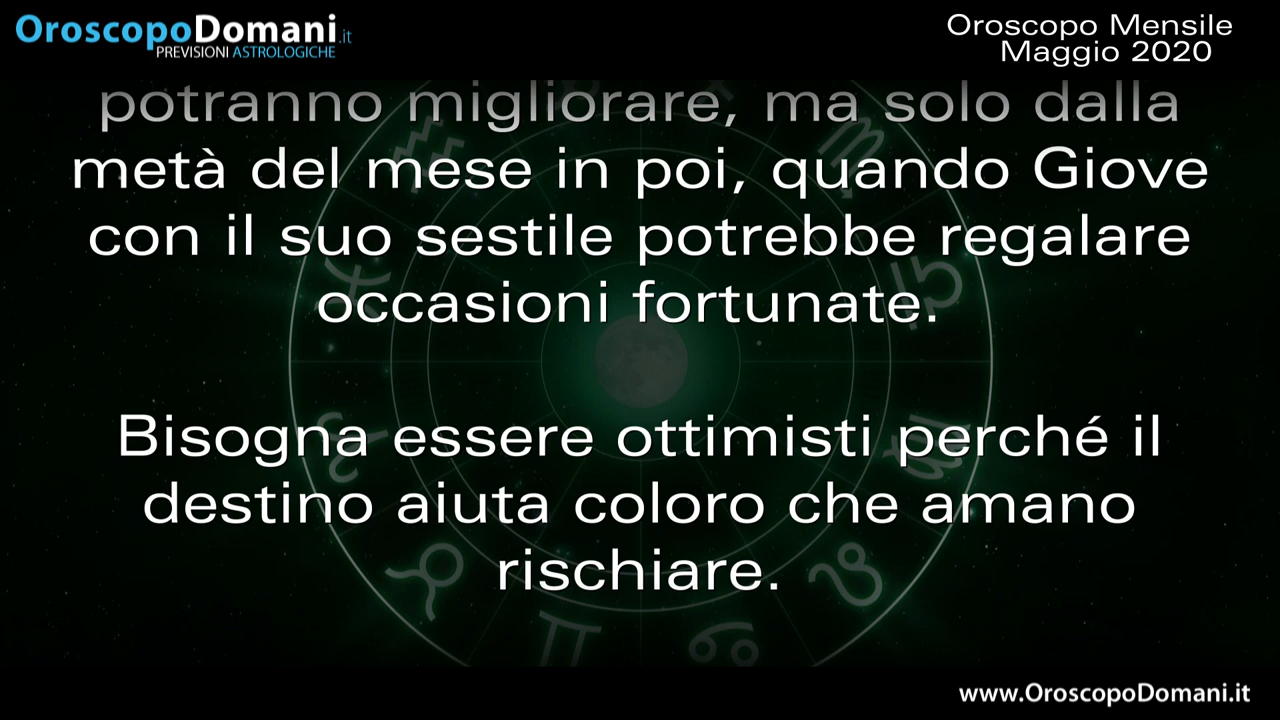 OroscopoDomani.it
PREVISIONI ASTROLOGICHE
Oroscopo Mensile
Maggio 2020
potranno migliorare, ma solo dalla
metà del mese in poi, quando Giove
con il suo sestile potrebbe regalare
occasioni fortunate.
Bisogna essere ottimisti perché il
destino aiuta coloro che amano
rischiare.
www.OroscopoDomani.it